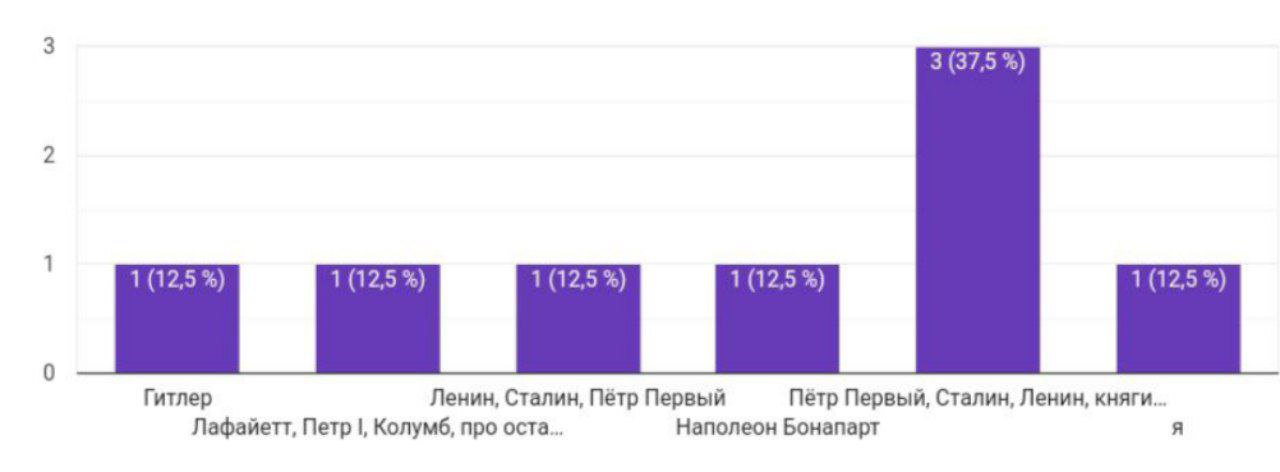 3
3 (37,5 %)
2
1
1 (12,5 %)
1 (12,5 %)
1 (12,5 %)
1 (12,5 %)
1 (12,5 %)
0
Гитлер
Ленин, Сталин, Пётр Первый
Пётр Первый, Сталин, Ленин, княги...
Лафайетт, Петр I, Колумб, про оста...
Наполеон Бонапарт
я